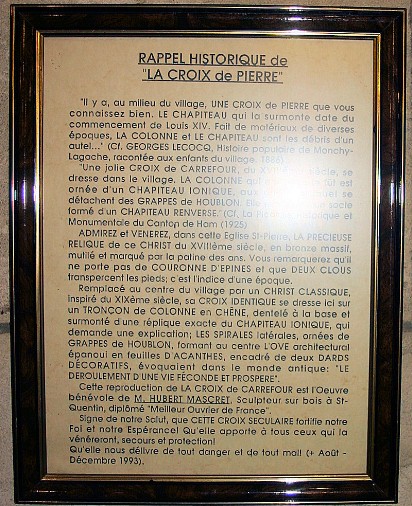 RAPPEL HISTORIQUE de
"LA CROIX de PIERRE"
"Il y a, au milieu du village, UNE CROIX de PIERRE que vous
connaissez bien. LE CHAPITEAU qui la surmonte date du
commencement de Louis XIV. Fait de matériaux de diverses
époques, LA COLONNE et LE CHAPITEAU sont les débris d'un
autel..." (Cf. GEORGES LECOCQ, Histoire populaire de Monchy-
Lagache, racontée aux enfants du village.
"Une jolie CROIX de CARREFOUR, du siècle, se
dresse dans le village. LA COLONNE est
ornée d'un CHAPITEAU IONIQUE, se
détachent des GRAPPES de HOUBLON. socle
formé d'un CHAPITEAU RENVERSE." (Cf. La et
Monumentale du Canton de Ham (1925)
ADMIREZ et VENEREZ, dans cette Eglise St-Pierre, LA PRECIEUSE
RELIQUE de ce CHRIST du XVIIIème siècle, en bronze massif,
mutilé et marqué par la patine des ans. Vous remarquerez qu'il
ne porte pas de COURONNE D'EPINES et que DEUX CLOUS
transpercent les pieds; c'est l'indice d'une époque.
Remplacé au centre du village par un CHRIST CLASSIQUE,
inspiré du XIXème siècle, sa CROIX IDENTIQUE se dresse ici sur
un TRONÇON de COLONNE en CHÊNE, dentelé à la base et
surmonté d'une réplique exacte du CHAPITEAU IONIQUE, qui
demande une explication; LES SPIRALES latérales, ornées de
GRAPPES de HOUBLON, formant au centre L'OVE architectural
épanoui en feuilles D'ACANTHES, encadré de deux DARDS
DÉCORATIFS, évoquaient dans le monde antique: "LE
DEROULEMENT D'UNE VIE FÉCONDE ET PROSPERE".
Cette reproduction de LA CROIX de CARREFOUR est l'Oeuvre
bénévole de M. HUBERT MASCRET, Sculpteur sur bois à St-
Quentin, diplômé "Meilleur Ouvrier de France".
Signe de notre Salut, que CETTE CROIX SECULAIRE fortifie notre
Foi et notre Espérance! Qu'elle apporte à tous ceux qui la
vénéreront, secours et protection!
Qu'elle nous délivre de tout danger et de tout mal! (+ Août -
Décembre 1993).